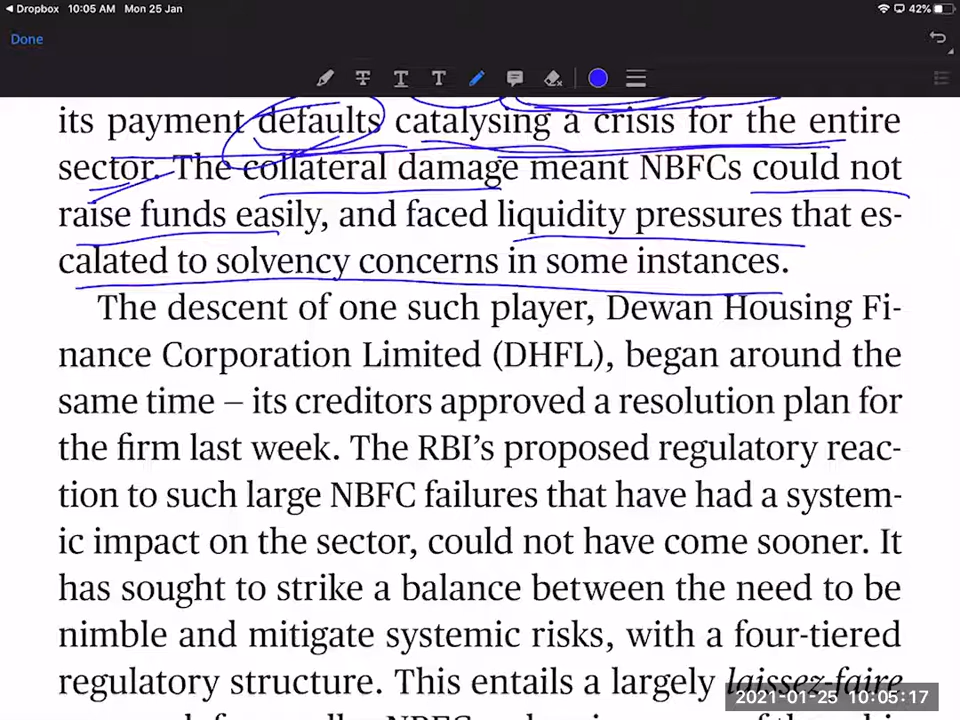 Dropbox 10:05 AM Mon 25 Jan 42%
Done
its payment defaults catalysing a crisis for the entire
sector. The collateral damage meant NBFCs could not
raise funds easily, and faced liquidity pressures that es-
calated to solvency concerns in some instances.
The descent of one such player, Dewan Housing Fi-
nance Corporation Limited (DHFL), began around the
same time – its creditors approved a resolution plan for
the firm last week. The RBI's proposed regulatory reac-
tion to such large NBFC failures that have had a system-
ic impact on the sector, could not have come sooner. It
has sought to strike a balance between the need to be
nimble and mitigate systemic risks, with a four-tiered
regulatory structure. This entails a largely laissez-faire
2021-01-25 10:05:17